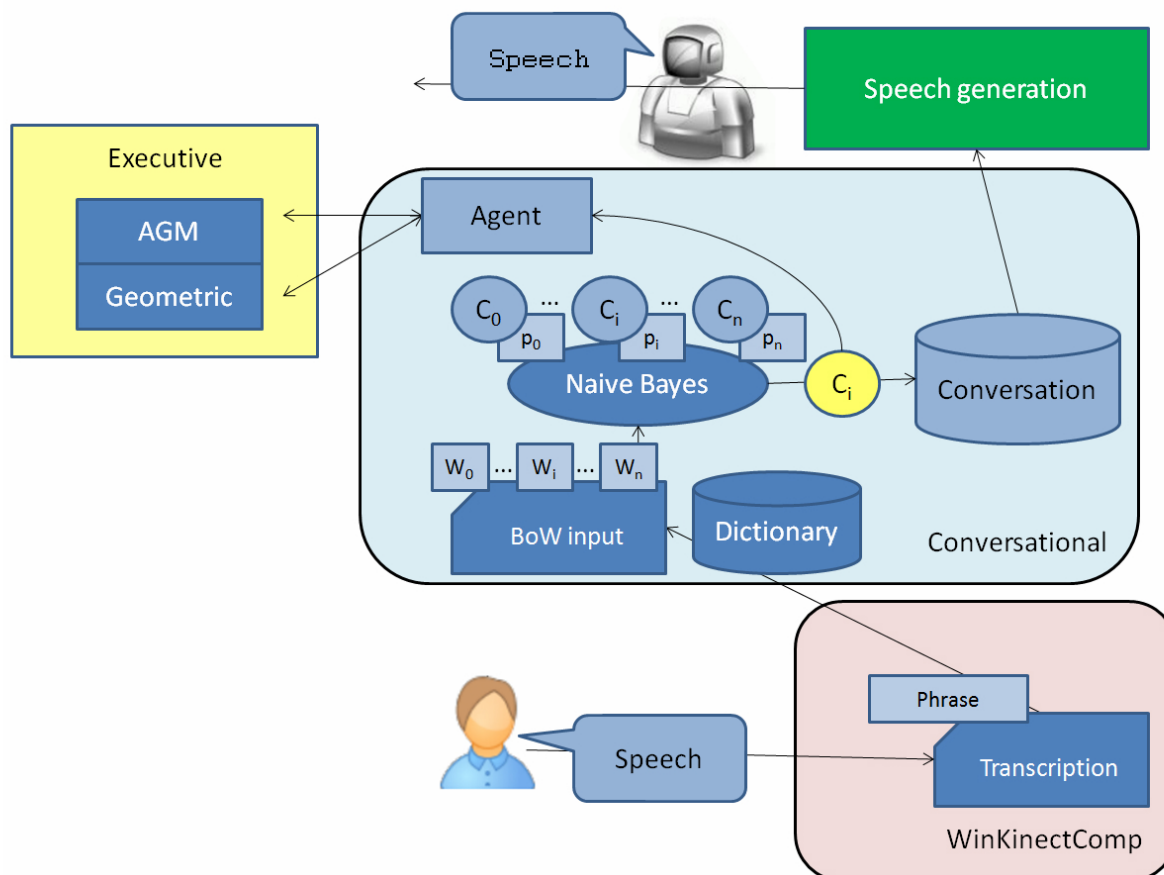 Speech
Speech generation
Executive
AGM
Geometric
Agent
C0 ... Ci ... Cn
p0 pi pn
Naive Bayes
Ci
Conversation
W0 ... Wi ... Wn
BoW input
Dictionary
Conversational
Phrase
Speech
Transcription
WinKinectComp